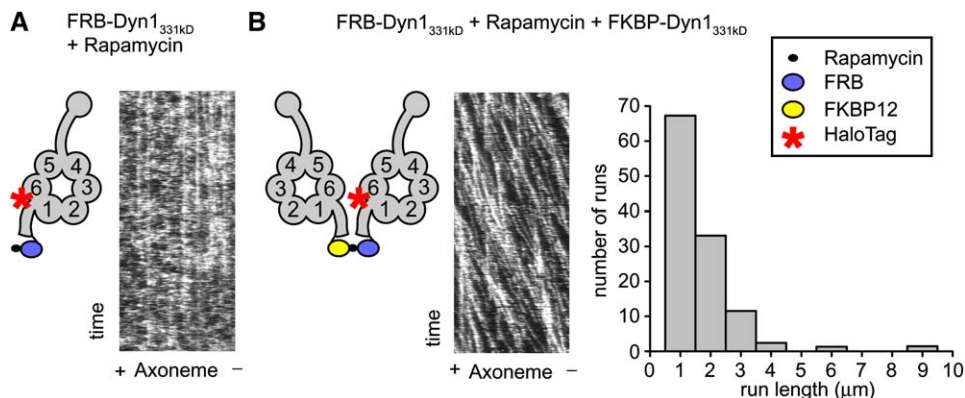 A
FRB-Dyn1331kD
+ Rapamycin
5 4
6 3
1 2
time
+ Axoneme –
B
FRB-Dyn1331kD + Rapamycin + FKBP-Dyn1331kD
4 5 5 4
3 6 6 3
2 1 1 2
time
+ Axoneme –
Rapamycin
FRB
FKBP12
HaloTag
number of runs
70
60
50
40
30
20
10
0
0 1 2 3 4 5 6 7 8 9 10
run length (μm)